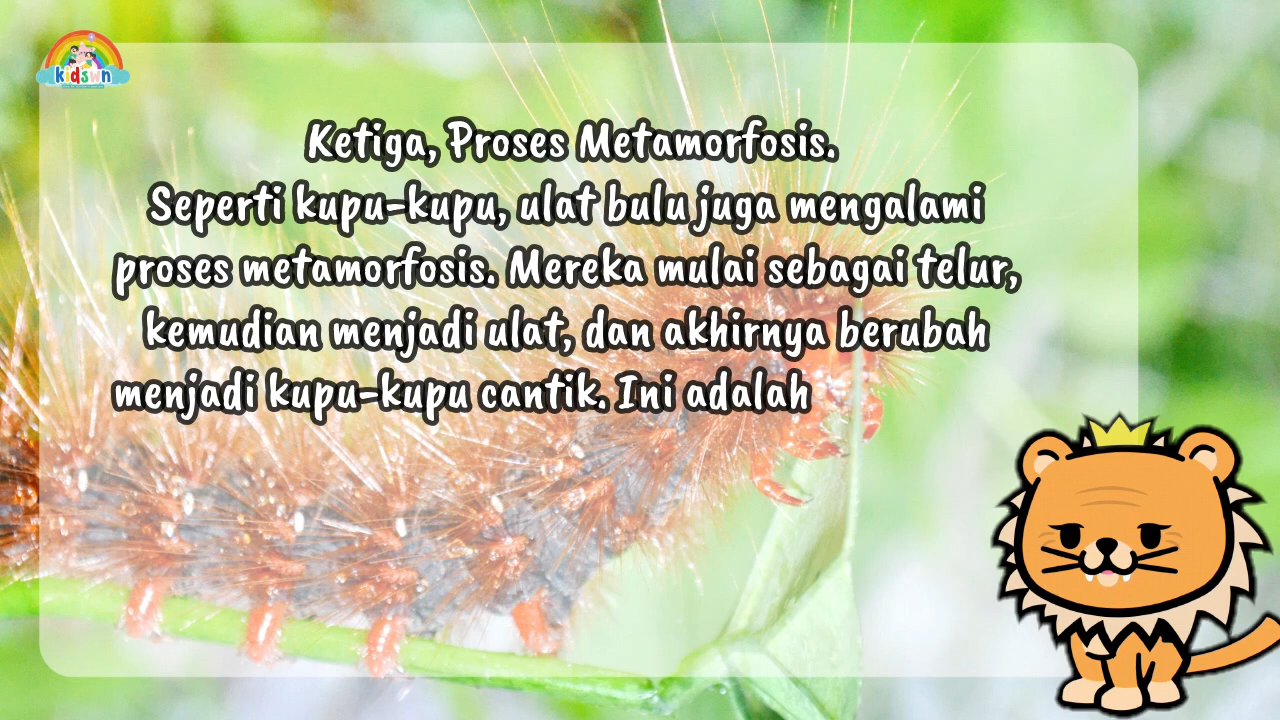 kidswn
Ketiga, Proses Metamorfosis.
Seperti kupu-kupu, ulat bulu juga mengalami
proses metamorfosis. Mereka mulai sebagai telur,
kemudian menjadi ulat, dan akhirnya berubah
menjadi kupu-kupu cantik. Ini adalah